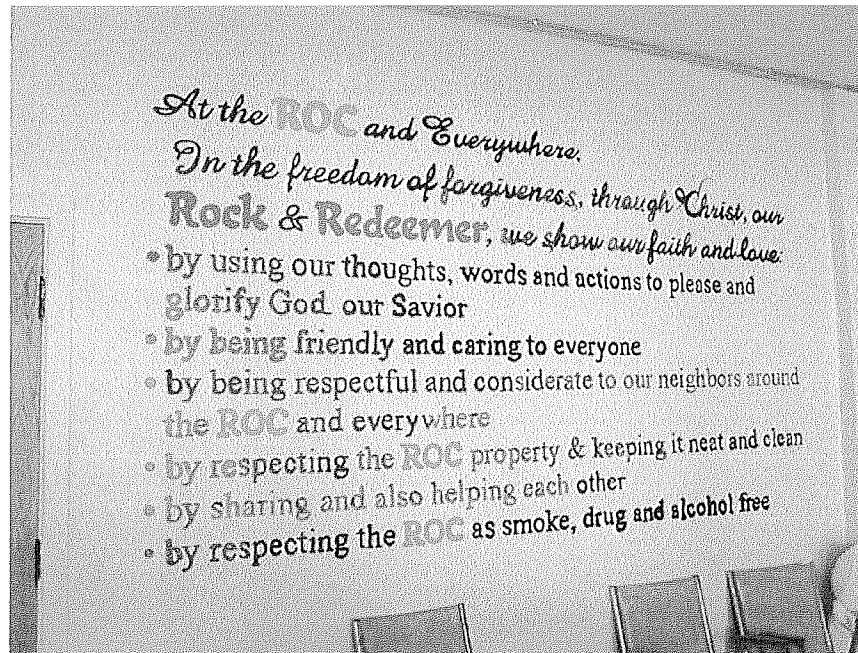 At the ROC and Everywhere.
In the freedom of forgiveness, through Christ, our
Rock & Redeemer, we show our faith and love:
• by using our thoughts, words and actions to please and
glorify God our Savior
• by being friendly and caring to everyone
• by being respectful and considerate to our neighbors around
the ROC and everywhere
• by respecting the ROC property & keeping it neat and clean
• by sharing and also helping each other
• by respecting the ROC as smoke, drug and alcohol free